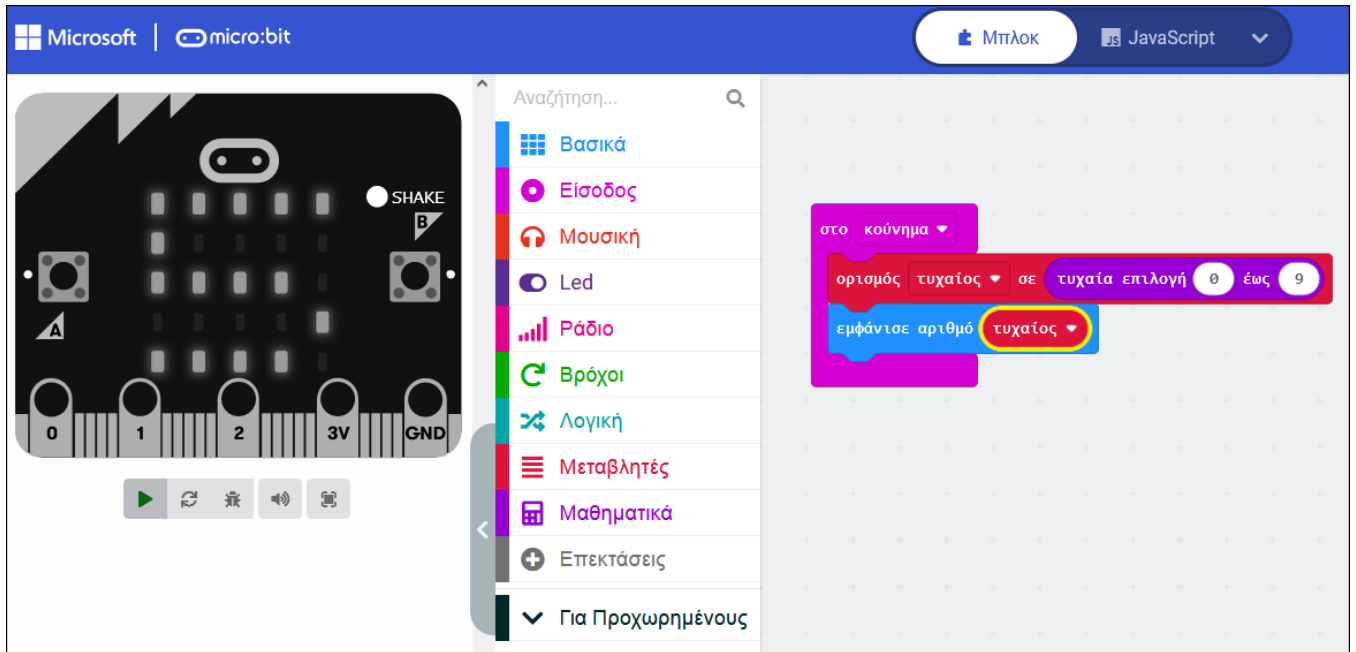 Microsoft micro:bit Μπλοκ JavaScript
SHAKE
B
A
0 1 2 3V GND
Αναζήτηση...
Βασικά
Είσοδος
Μουσική
Led
Ράδιο
Βρόχοι
Λογική
Μεταβλητές
Μαθηματικά
Επεκτάσεις
Για Προχωρημένους
στο κούνημα
ορισμός τυχαίος σε τυχαία επιλογή 0 έως 9
εμφάνισε αριθμό τυχαίος